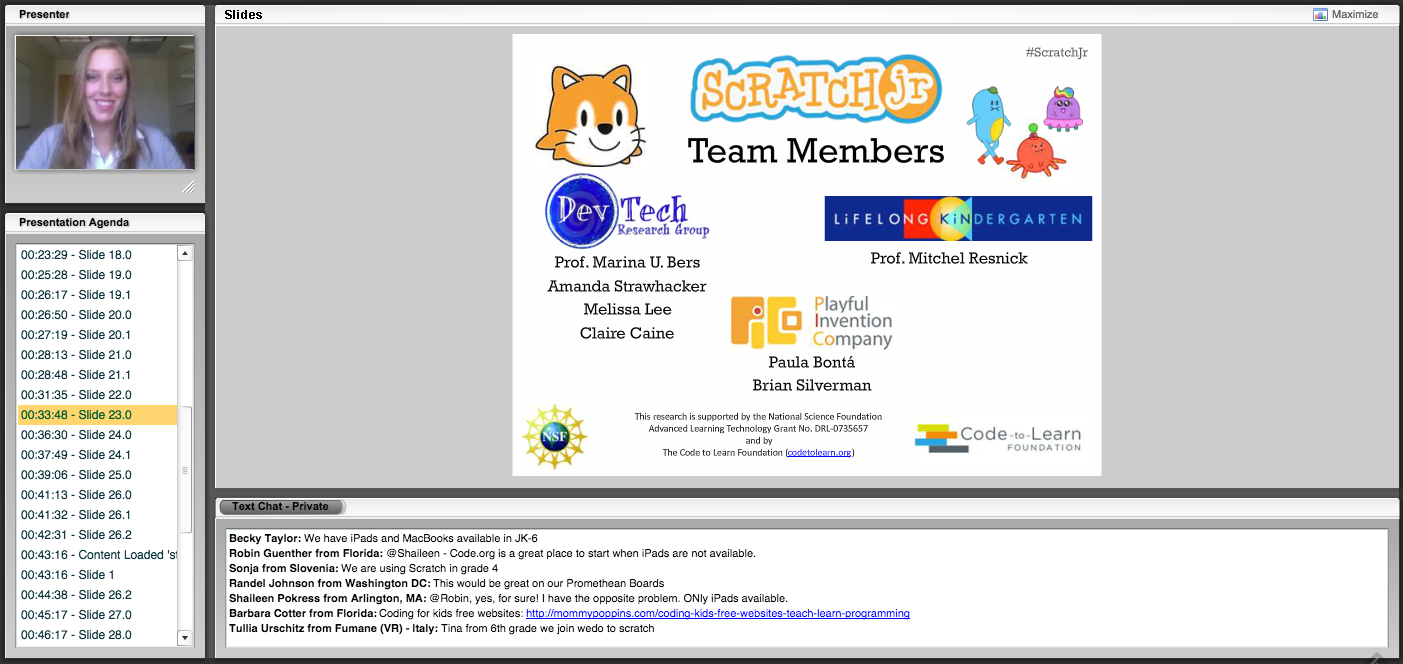 Presenter
Slides
Maximize
#ScratchJr
SCRATCHJr
Team Members
DevTech
Research Group
Prof. Marina U. Bers
Amanda Strawhacker
Melissa Lee
Claire Caine
LiFELONG KiNDERGARTEN
Prof. Mitchel Resnick
PiCo
Playful
Invention
Company
Paula Bontá
Brian Silverman
NSF
This research is supported by the National Science Foundation
Advanced Learning Technology Grant No. DRL-0735657
and by
The Code to Learn Foundation (codetolearn.org)
Code-to-Learn
FOUNDATION
Presentation Agenda
00:23:29 - Slide 18.0
00:25:28 - Slide 19.0
00:26:17 - Slide 19.1
00:26:50 - Slide 20.0
00:27:19 - Slide 20.1
00:28:13 - Slide 21.0
00:28:48 - Slide 21.1
00:31:35 - Slide 22.0
00:33:48 - Slide 23.0
00:36:30 - Slide 24.0
00:37:49 - Slide 24.1
00:39:06 - Slide 25.0
00:41:13 - Slide 26.0
00:41:32 - Slide 26.1
00:42:31 - Slide 26.2
00:43:16 - Content Loaded 'st
00:43:16 - Slide 1
00:44:38 - Slide 26.2
00:45:17 - Slide 27.0
00:46:17 - Slide 28.0
Text Chat - Private
Becky Taylor: We have iPads and MacBooks available in JK-6
Robin Guenther from Florida: @Shaileen - Code.org is a great place to start when iPads are not available.
Sonja from Slovenia: We are using Scratch in grade 4
Randel Johnson from Washington DC: This would be great on our Promethean Boards
Shaileen Pokress from Arlington, MA: @Robin, yes, for sure! I have the opposite problem. ONly iPads available.
Barbara Cotter from Florida: Coding for kids free websites: http://mommypoppins.com/coding-kids-free-websites-teach-learn-programming
Tullia Urschitz from Fumane (VR) - Italy: Tina from 6th grade we join wedo to scratch